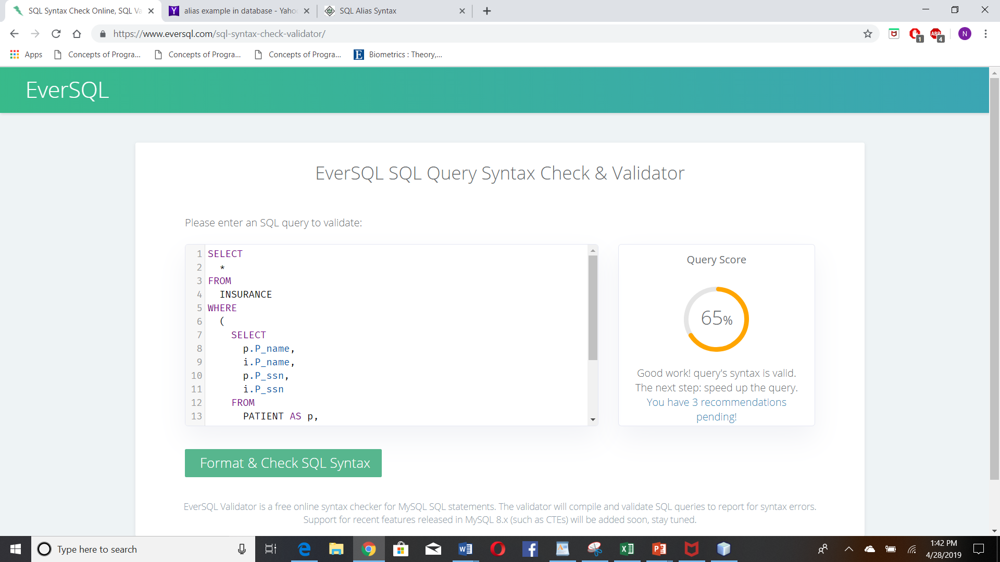 SQL Syntax Check Online, SQL Va
alias example in database - Yaho
SQL Alias Syntax
https://www.eversql.com/sql-syntax-check-validator/
1
ABP
4
N
Apps
Concepts of Progra...
Concepts of Progra...
Concepts of Progra...
E
Biometrics : Theory,...
EverSQL
EverSQL SQL Query Syntax Check & Validator
Please enter an SQL query to validate:
1 SELECT
2 *
3 FROM
4 INSURANCE
5 WHERE
6 (
7 SELECT
8 p.P_name,
9 i.P_name,
10 p.P_ssn,
11 i.P_ssn
12 FROM
13 PATIENT AS p,
Query Score
65%
Good work! query's syntax is valid.
The next step: speed up the query.
You have 3 recommendations
pending!
Format & Check SQL Syntax
EverSQL Validator is a free online syntax checker for MySQL SQL statements. The validator will compile and validate SQL queries to report for syntax errors.
Support for recent features released in MySQL 8.x (such as CTEs) will be added soon, stay tuned.
Type here to search
1:42 PM
4/28/2019